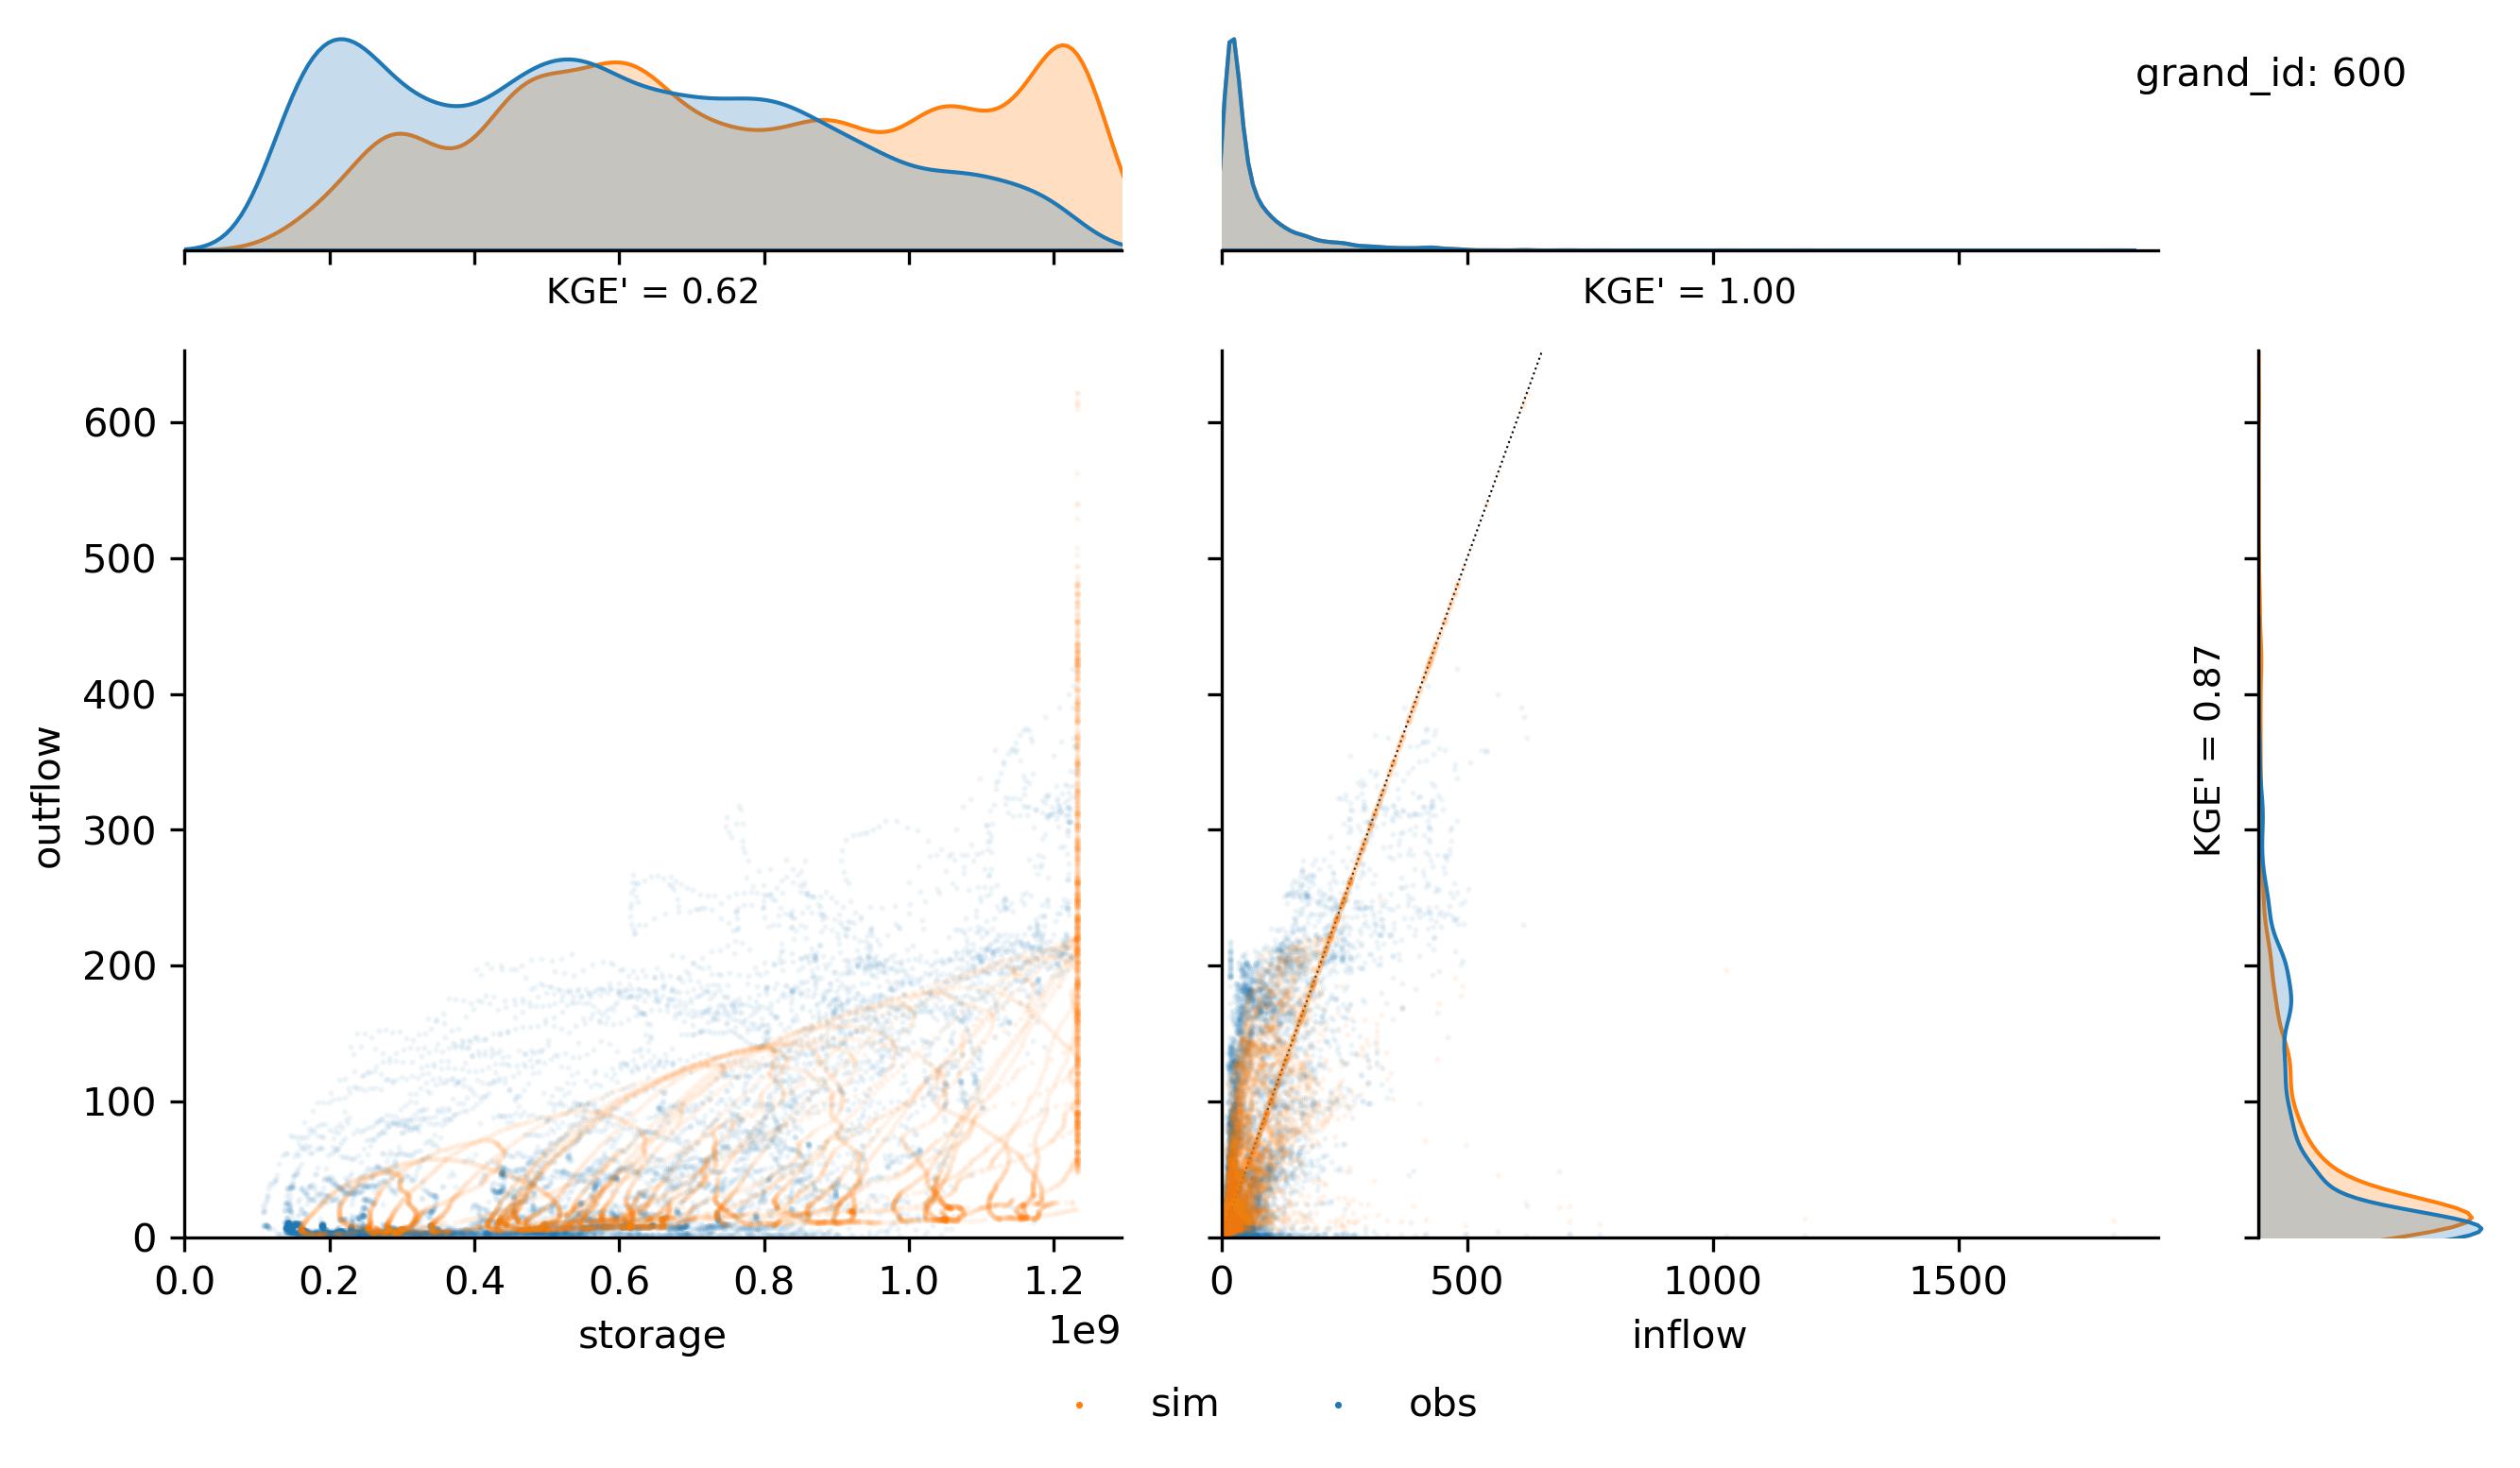 grand_id: 600
KGE' = 0.62
KGE' = 1.00
600
500
400
300
200
100
0
outflow
KGE' = 0.87
0.0 0.2 0.4 0.6 0.8 1.0 1.2
1e9
storage
0 500 1000 1500
inflow
sim obs